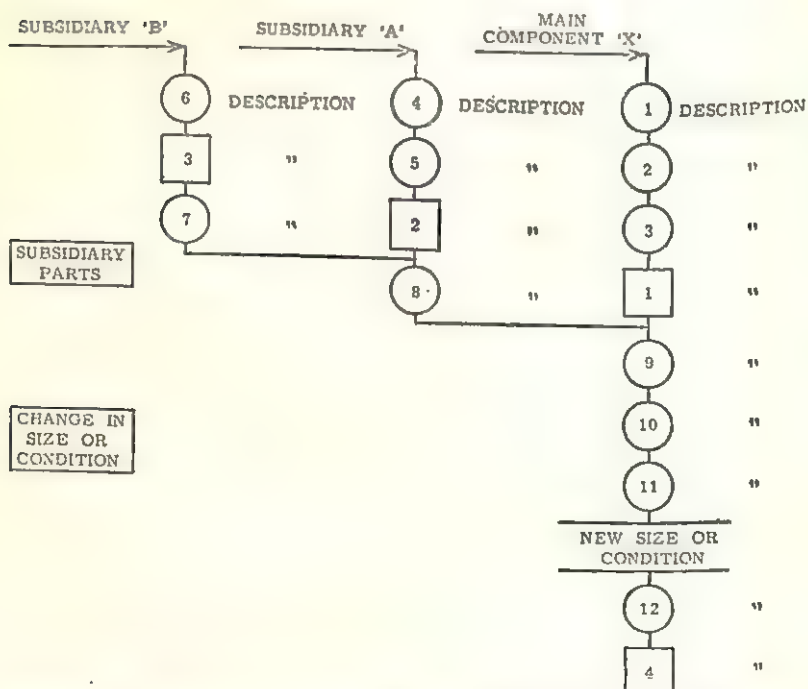 SUBSIDIARY 'B' SUBSIDIARY 'A' MAIN
COMPONENT 'X'
6 DESCRIPTION 4 DESCRIPTION 1 DESCRIPTION
3 " 5 " 2 "
7 " 2 " 3 "
SUBSIDIARY
PARTS
8 " 1 "
9 "
10 "
CHANGE IN
SIZE OR
CONDITION
11 "
NEW SIZE OR
CONDITION
12 "
4 "